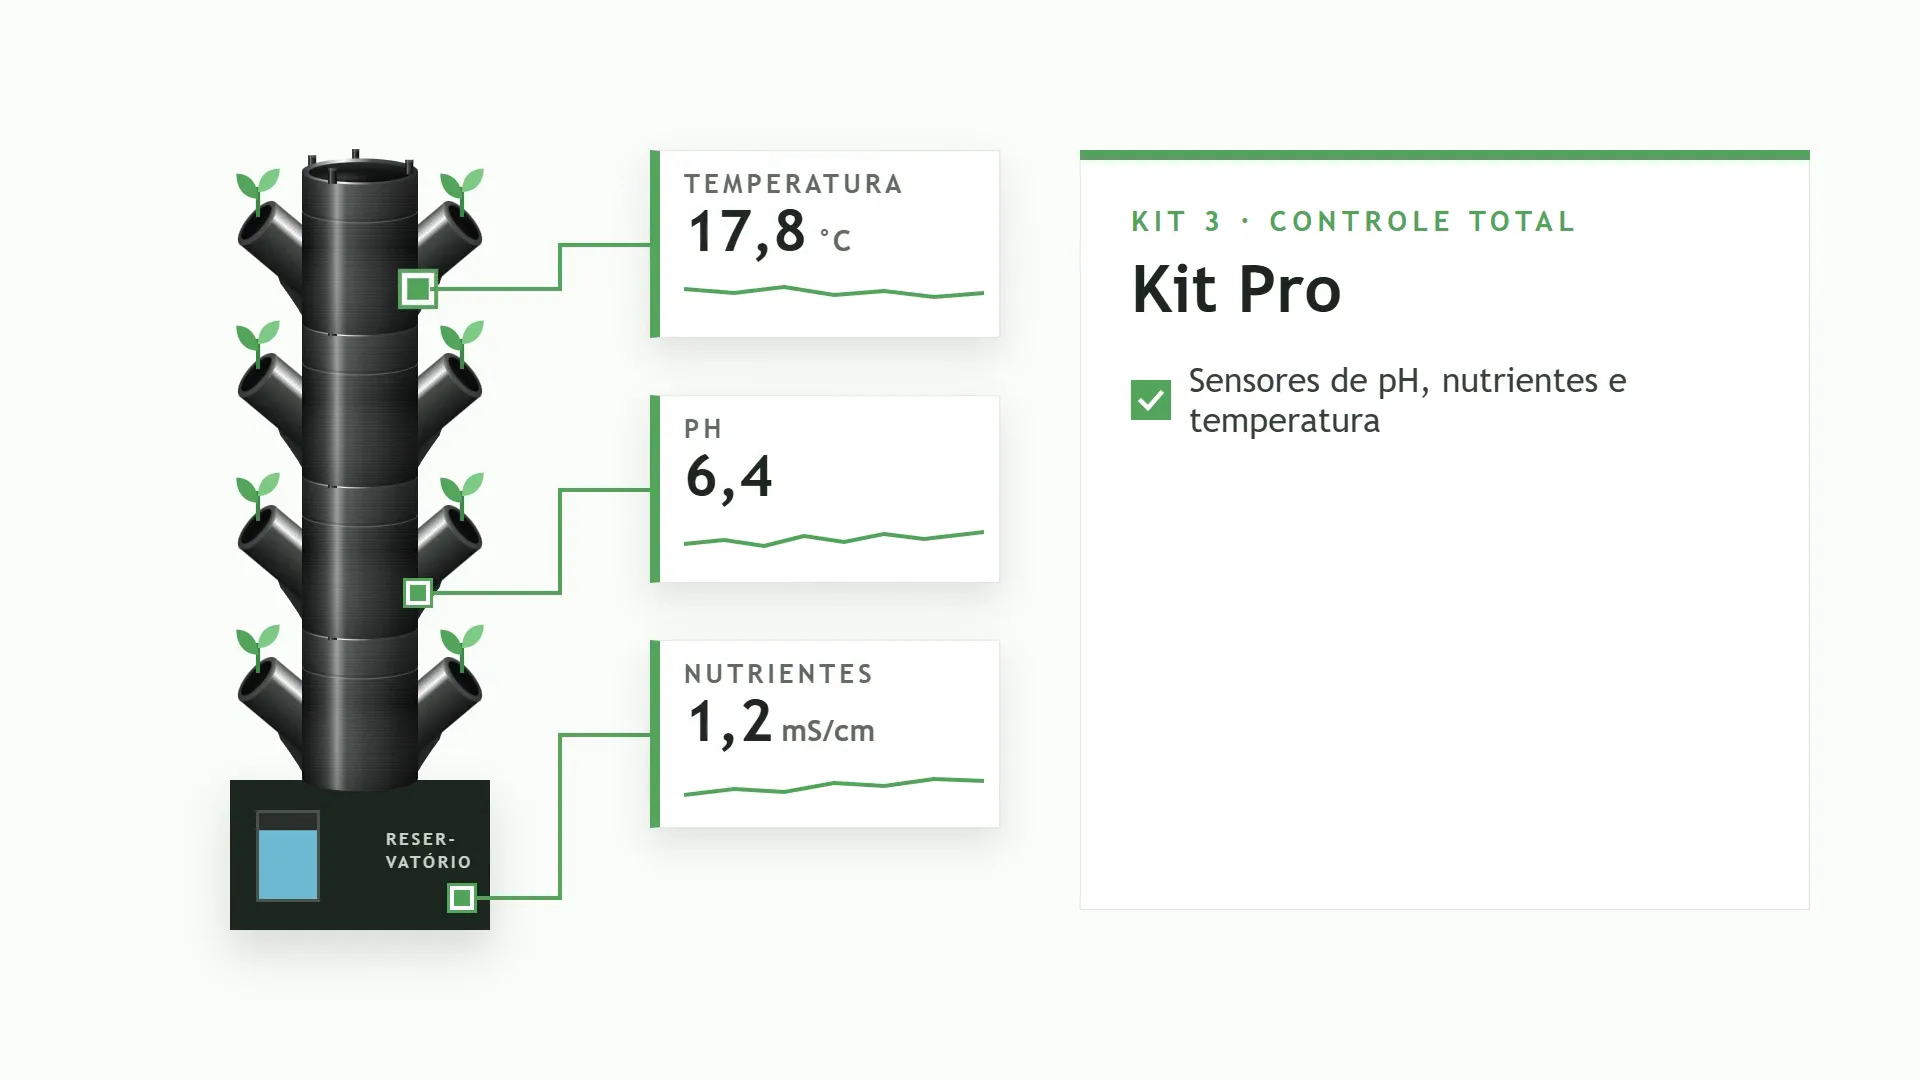 TEMPERATURA
17,8 °C
PH
6,4
NUTRIENTES
1,2 mS/cm
RESER-
VATÓRIO
KIT 3 · CONTROLE TOTAL
Kit Pro
Sensores de pH, nutrientes e
temperatura